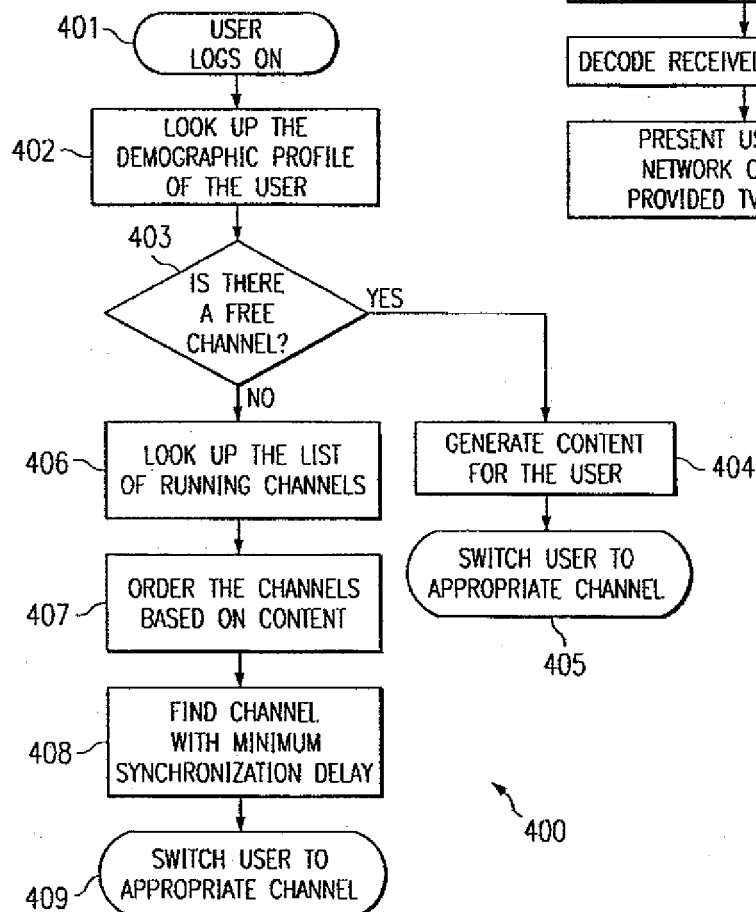 401
USER
LOGS ON
402
LOOK UP THE
DEMOGRAPHIC PROFILE
OF THE USER
403
IS THERE
A FREE
CHANNEL?
YES
NO
406
LOOK UP THE LIST
OF RUNNING CHANNELS
GENERATE CONTENT
FOR THE USER
404
407
ORDER THE CHANNELS
BASED ON CONTENT
SWITCH USER TO
APPROPRIATE CHANNEL
405
408
FIND CHANNEL
WITH MINIMUM
SYNCHRONIZATION DELAY
400
409
SWITCH USER TO
APPROPRIATE CHANNEL
DECODE RECEIVED
PRESENT
NETWORK
PROVIDED